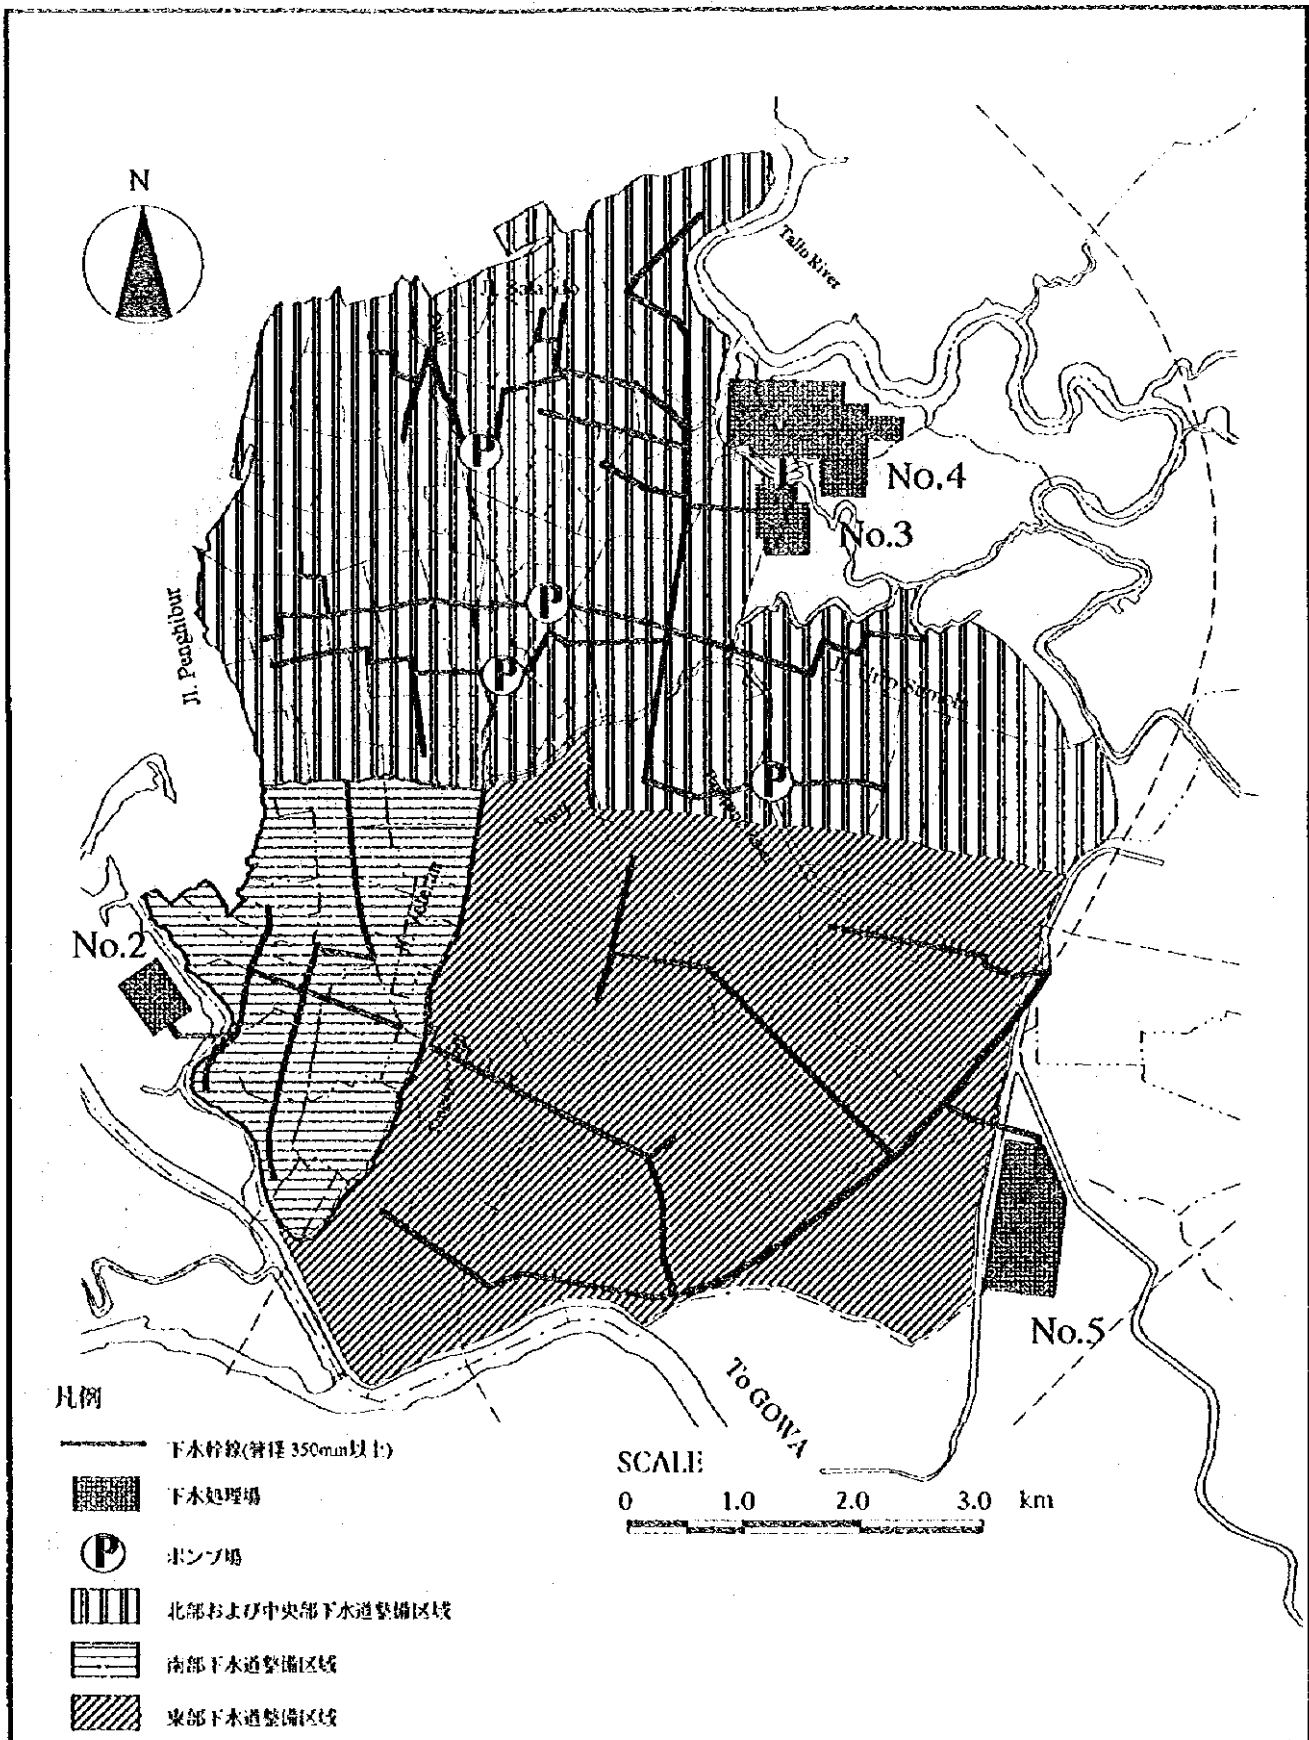 N
Tallo River
No.4
No.3
Jl. Penghibur
No.2
No.5
To GOWA
凡例
下水幹線(管径 350mm以上)
下水処理場
ポンプ場
北部および中央部下水道整備区域
南部下水道整備区域
東部下水道整備区域
SCALE
0 1.0 2.0 3.0 km
P
P
P
P
P